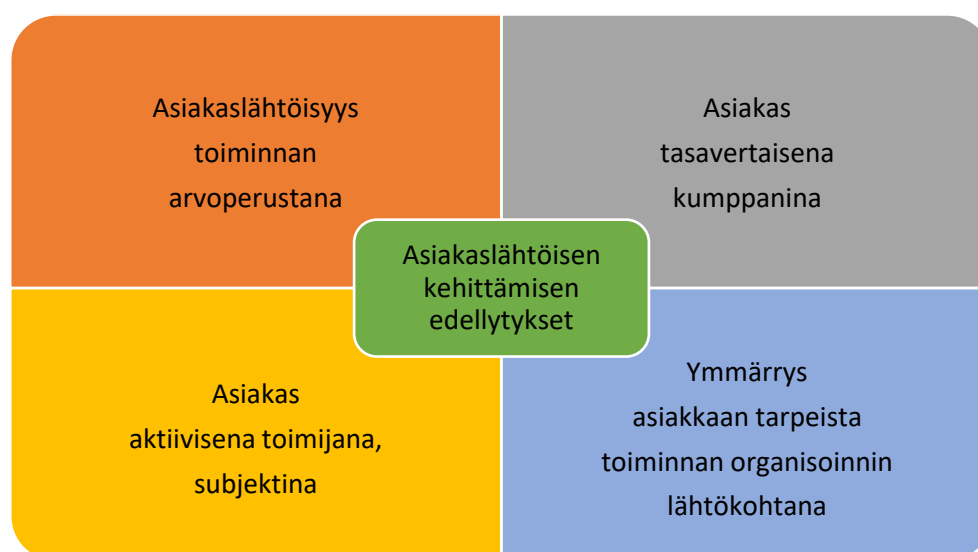 Asiakaslähtöisyys
toiminnan
arvoperustana
Asiakas
tasavertaisena
kumppanina
Asiakaslähtöisen
kehittämisen
edellytykset
Asiakas
aktiivisena toimijana,
subjektina
Ymmärrys
asiakkaan tarpeista
toiminnan organisoinnin
lähtökohtana